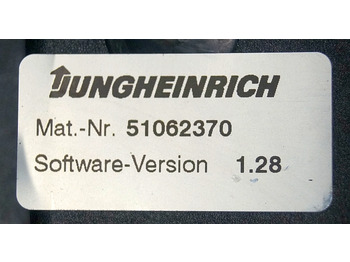 JUNGHEINRICH
Mat.-Nr. 51062370
Software-Version 1.28